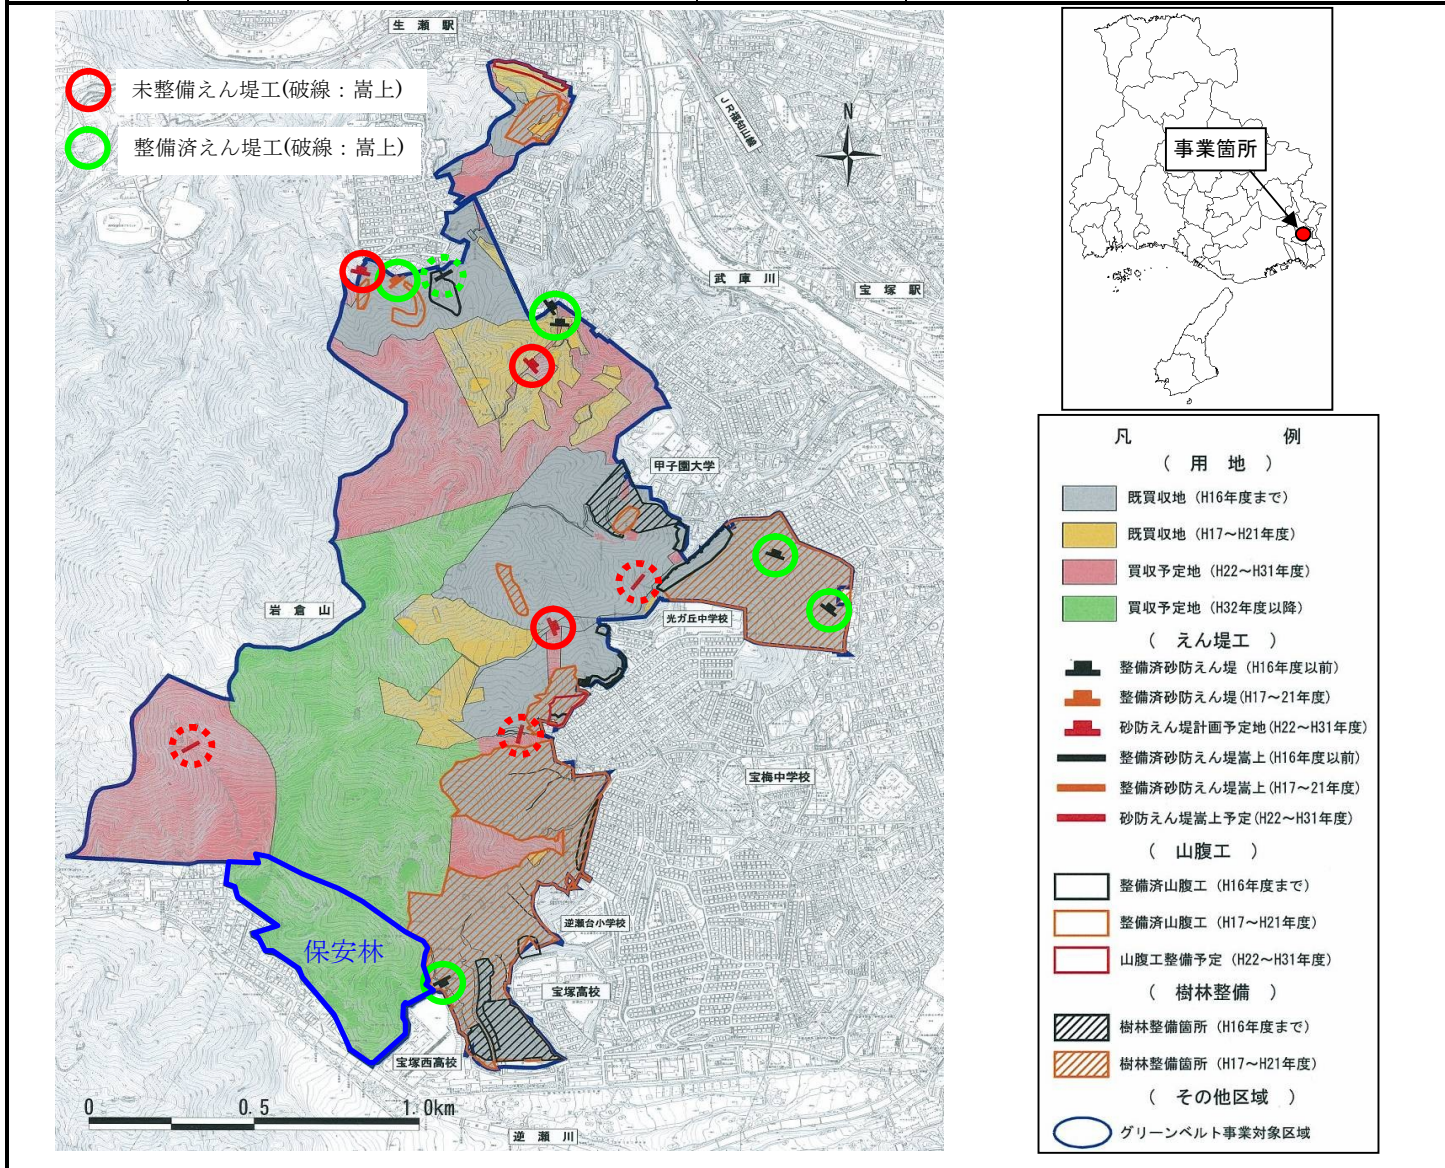 生瀬駅
未整備えん堤工(破線：嵩上)
整備済えん堤工(破線：嵩上)
JR福知山線
N
武庫川
宝塚駅
甲子園大学
岩倉山
光ガ丘中学校
宝梅中学校
逆瀬台小学校
保安林
宝塚高校
宝塚西高校
0 0.5 1.0km
逆瀬川
事業箇所
凡例
（用地）
既買収地（H16年度まで）
既買収地（H17～H21年度）
買収予定地（H22～H31年度）
買収予定地（H32年度以降）
（えん堤工）
整備済砂防えん堤（H16年度以前）
整備済砂防えん堤(H17～21年度)
砂防えん堤計画予定地(H22～H31年度)
整備済砂防えん堤嵩上(H16年度以前)
整備済砂防えん堤嵩上(H17～21年度)
砂防えん堤嵩上予定(H22～H31年度)
（山腹工）
整備済山腹工（H16年度まで）
整備済山腹工（H17～H21年度）
山腹工整備予定（H22～H31年度）
（樹林整備）
樹林整備箇所（H16年度まで）
樹林整備箇所（H17～H21年度）
（その他区域）
グリーンベルト事業対象区域